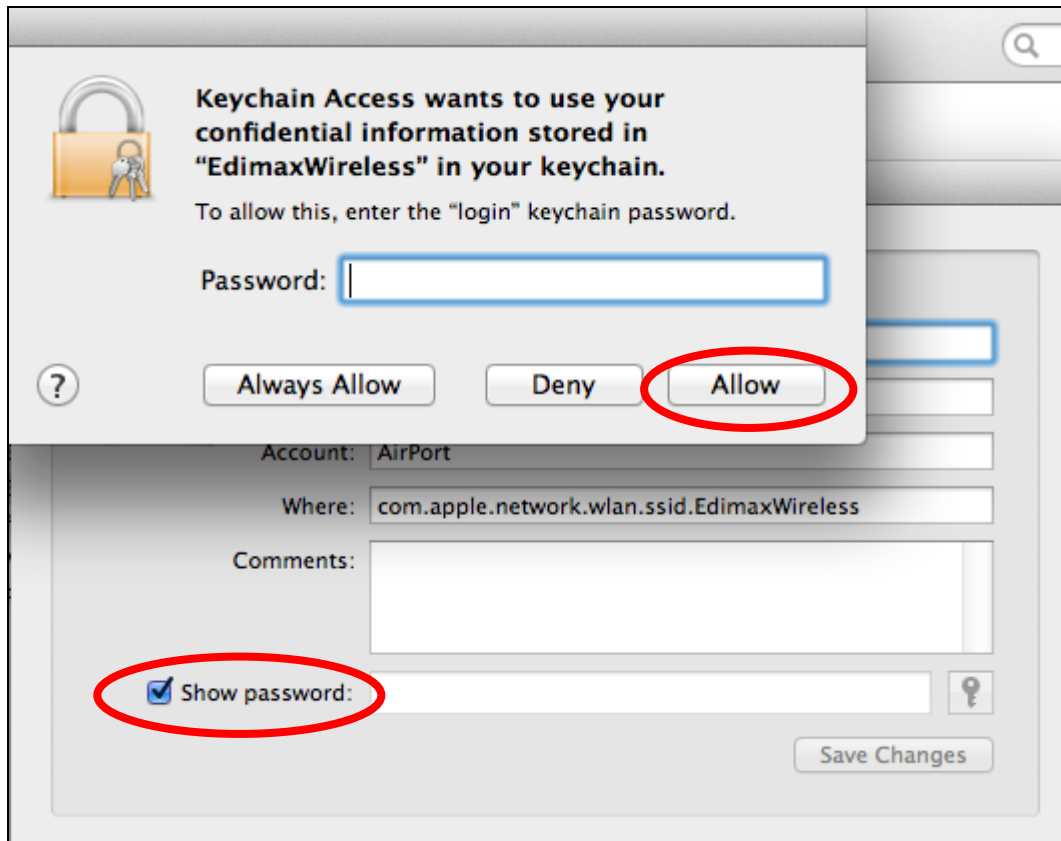 Keychain Access wants to use your
confidential information stored in
“EdimaxWireless” in your keychain.
To allow this, enter the “login” keychain password.
Password:
? Always Allow Deny Allow
Account: AirPort
Where: com.apple.network.wlan.ssid.EdimaxWireless
Comments:
Show password:
Save Changes